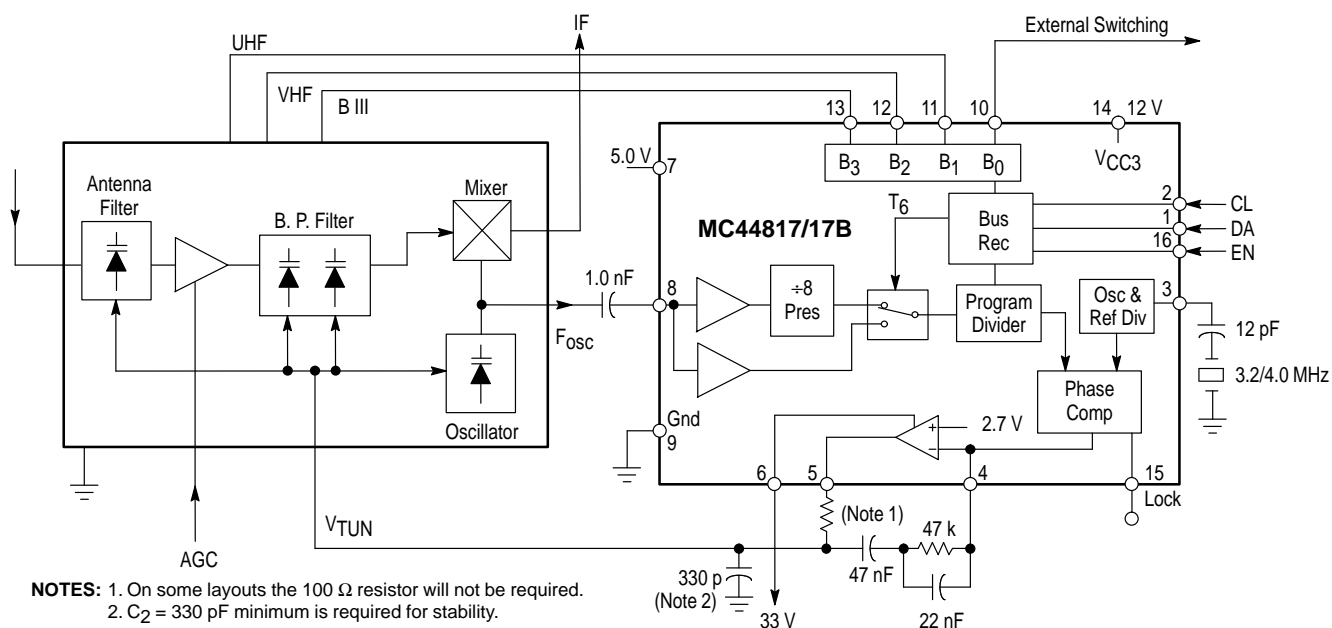 IF
External Switching
UHF
VHF
B III
13
12
11
10
14
12 V
B3
B2
B1
B0
VCC3
5.0 V
7
Antenna
Filter
B. P. Filter
Mixer
MC44817/17B
T6
Bus
Rec
2
CL
1
DA
16
EN
1.0 nF
8
÷8
Pres
Program
Divider
Osc &
Ref Div
3
12 pF
3.2/4.0 MHz
Fosc
Phase
Comp
Oscillator
Gnd
9
+
−
2.7 V
6
5
4
15
Lock
VTUN
(Note 1)
47 k
AGC
330 p
(Note 2)
47 nF
33 V
22 nF
NOTES: 1. On some layouts the 100 Ω resistor will not be required.
2. C2 = 330 pF minimum is required for stability.